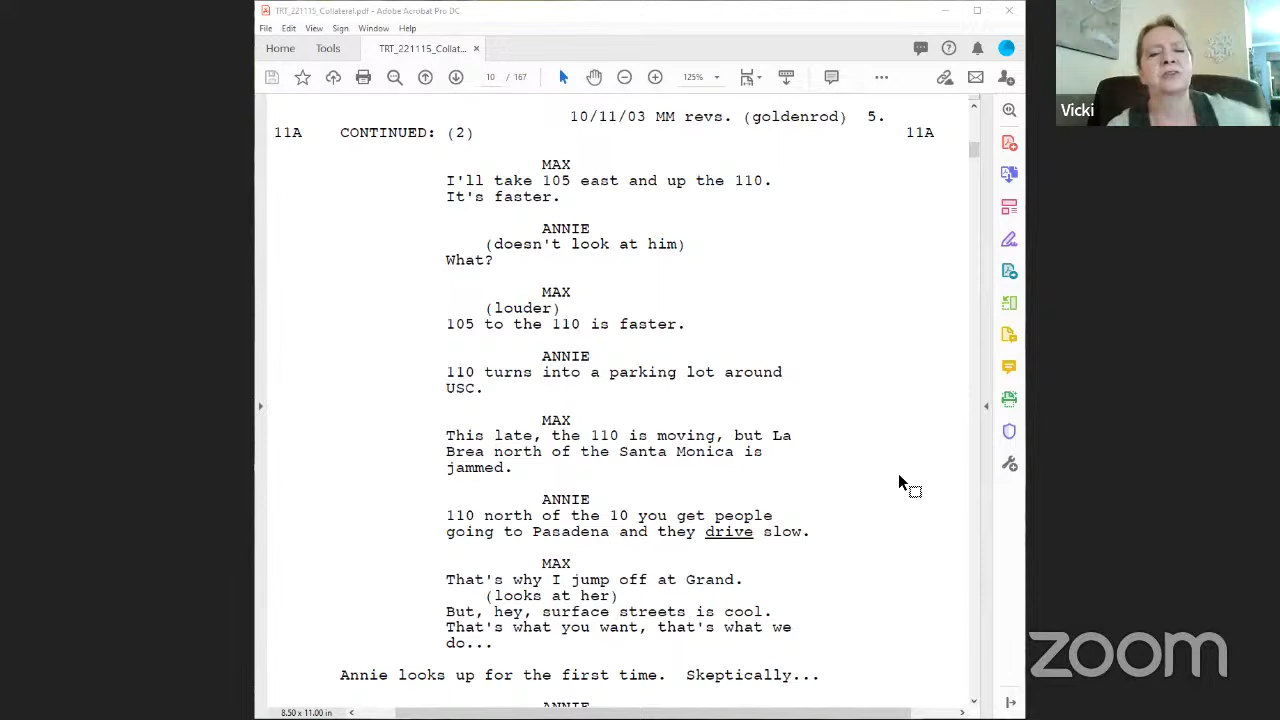 TRT_221115_Collateral.pdf - Adobe Acrobat Pro DC
File Edit View Sign Window Help
Home Tools TRT_221115_Collat... ×
10 / 167 125%
10/11/03 MM revs. (goldenrod) 5.
11A CONTINUED: (2) 11A
MAX
I'll take 105 east and up the 110.
It's faster.
ANNIE
(doesn't look at him)
What?
MAX
(louder)
105 to the 110 is faster.
ANNIE
110 turns into a parking lot around
USC.
MAX
This late, the 110 is moving, but La
Brea north of the Santa Monica is
jammed.
ANNIE
110 north of the 10 you get people
going to Pasadena and they drive slow.
MAX
That's why I jump off at Grand.
(looks at her)
But, hey, surface streets is cool.
That's what you want, that's what we
do...
Annie looks up for the first time. Skeptically...
ANNIE
8.50 x 11.00 in
Vicki
zoom